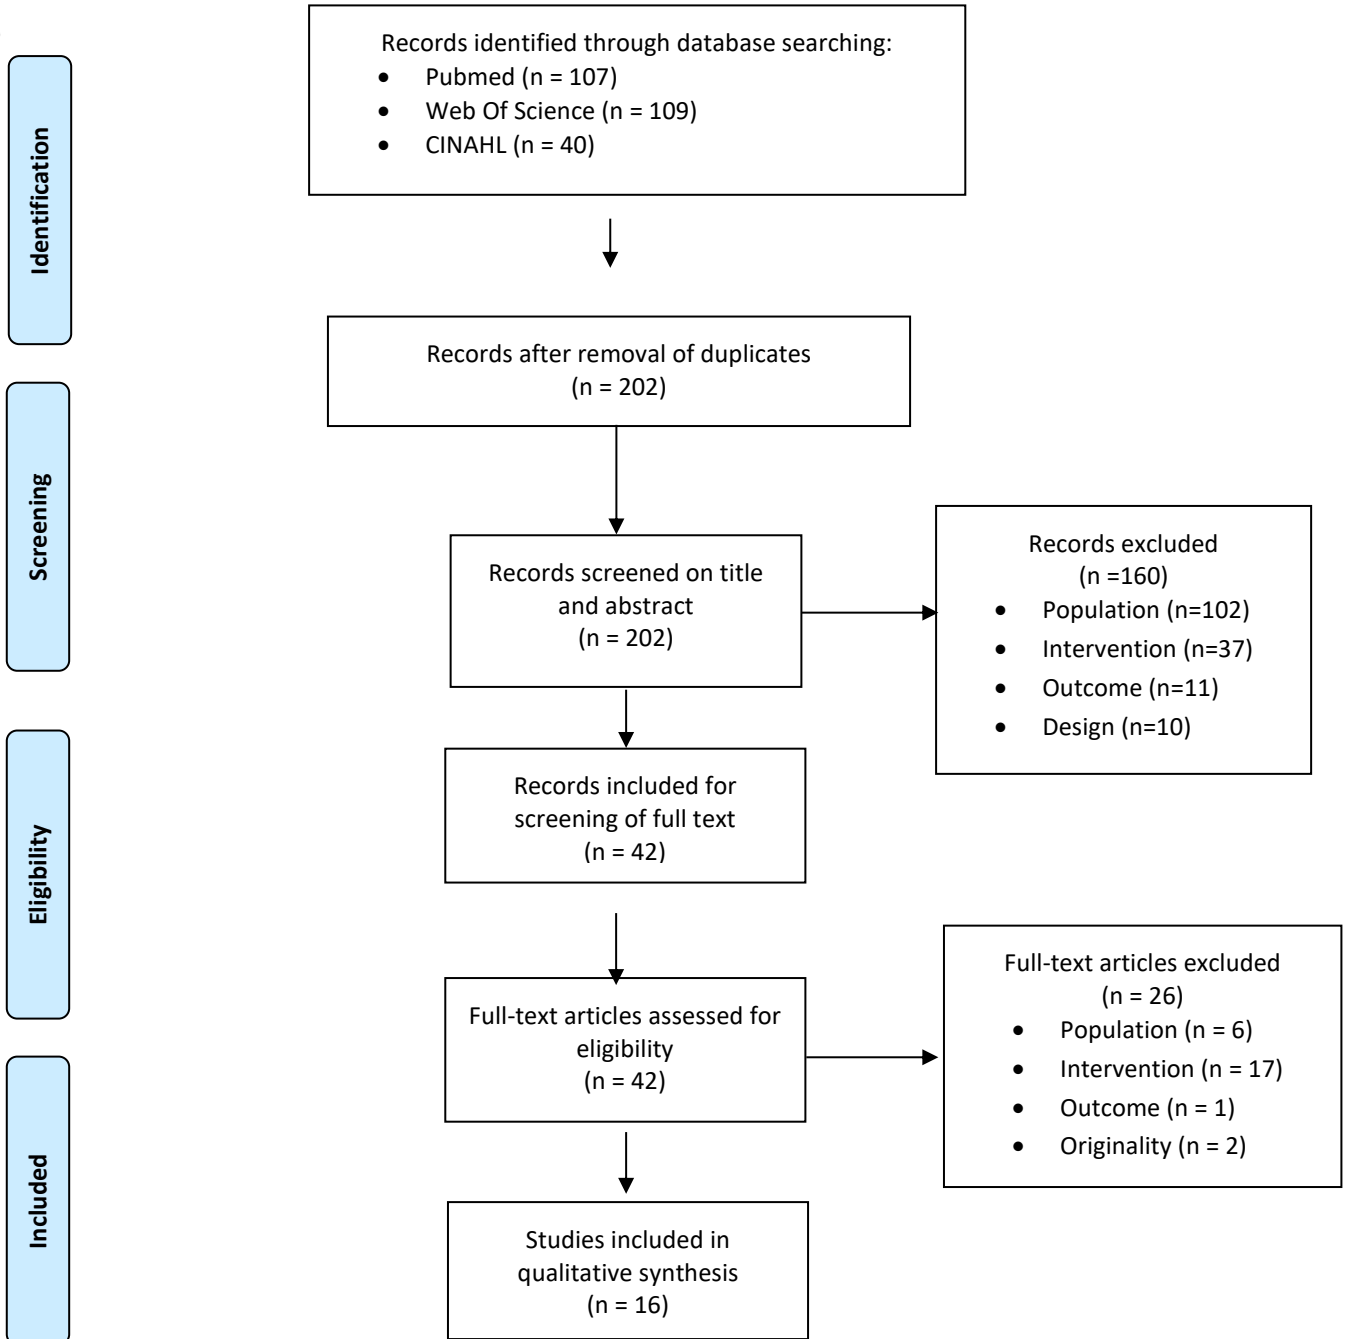 Identification
Records identified through database searching:
• Pubmed (n = 107)
• Web Of Science (n = 109)
• CINAHL (n = 40)
Records after removal of duplicates
(n = 202)
Screening
Records screened on title
and abstract
(n = 202)
Records excluded
(n =160)
• Population (n=102)
• Intervention (n=37)
• Outcome (n=11)
• Design (n=10)
Eligibility
Records included for
screening of full text
(n = 42)
Full-text articles assessed for
eligibility
(n = 42)
Full-text articles excluded
(n = 26)
• Population (n = 6)
• Intervention (n = 17)
• Outcome (n = 1)
• Originality (n = 2)
Included
Studies included in
qualitative synthesis
(n = 16)